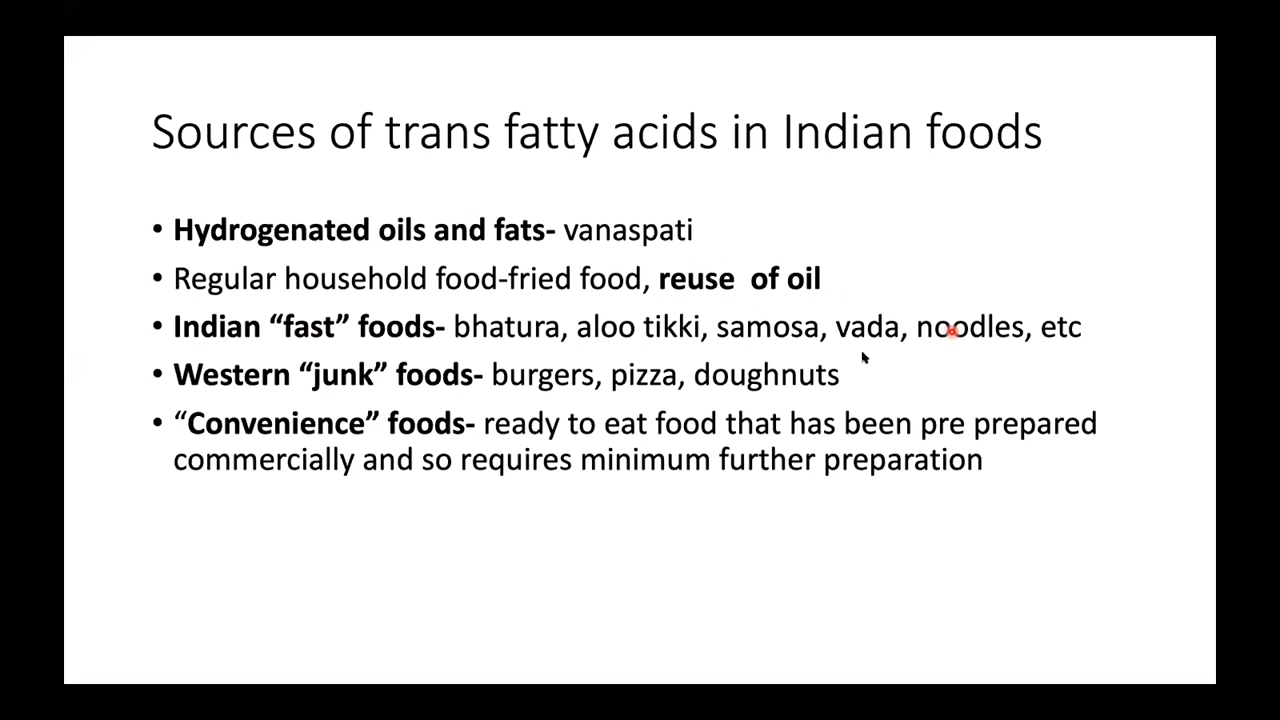 Sources of trans fatty acids in Indian foods
• Hydrogenated oils and fats- vanaspati
• Regular household food-fried food, reuse  of oil
• Indian “fast” foods- bhatura, aloo tikki, samosa, vada, noodles, etc
• Western “junk” foods- burgers, pizza, doughnuts
• “Convenience” foods- ready to eat food that has been pre prepared
commercially and so requires minimum further preparation